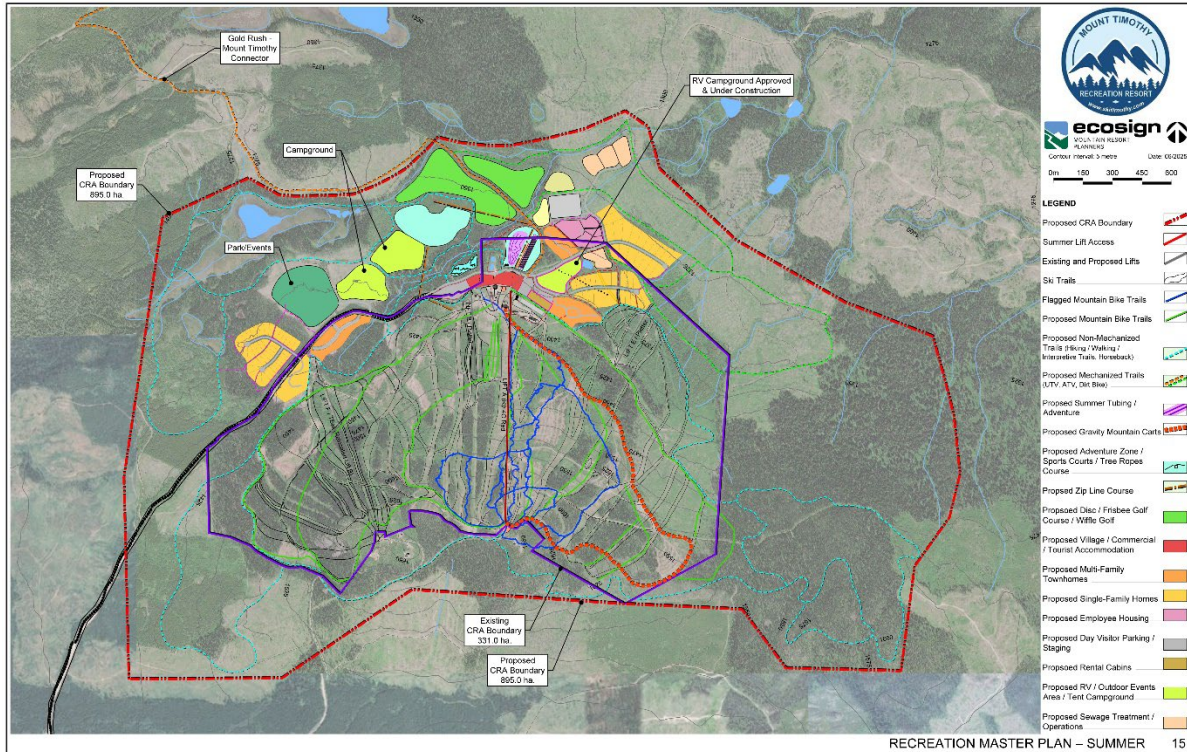 Gold Rush -
Mount Timothy
Connector
RV Campground Approved
& Under Construction
Campground
Proposed
CRA Boundary
895.0 ha.
Park/Events
Existing
CRA Boundary
331.0 ha.
Proposed
CRA Boundary
895.0 ha.
MOUNT TIMOTHY
RECREATION RESORT
www.skitimothy.com
ecosign
MOUNTAIN RESORT
PLANNERS
Contour Interval: 5 metre Date: 06-2025
0m 150 300 450 600
LEGEND
Proposed CRA Boundary
Summer Lift Access
Existing and Proposed Lifts
Ski Trails
Flagged Mountain Bike Trails
Proposed Mountain Bike Trails
Proposed Non-Mechanized
Trails (Hiking / Walking /
Interpretive Trails, Horseback)
Proposed Mechanized Trails
(UTV, ATV, Dirt Bike)
Propsed Summer Tubing /
Adventure
Propsed Gravity Mountain Carts
Proposed Adventure Zone /
Sports Courts / Tree Ropes
Course
Propsed Zip Line Course
Proposed Disc / Frisbee Golf
Course / Wiffle Golf
Proposed Village / Commercial
/ Tourist Accommodation
Proposed Multi-Family
Townhomes
Proposed Single-Family Homes
Proposed Employee Housing
Proposed Day Visitor Parking /
Staging
Proposed Rental Cabins
Proposed RV / Outdoor Events
Area / Tent Campground
Proposed Sewage Treatment /
Operations
RECREATION MASTER PLAN – SUMMER 15